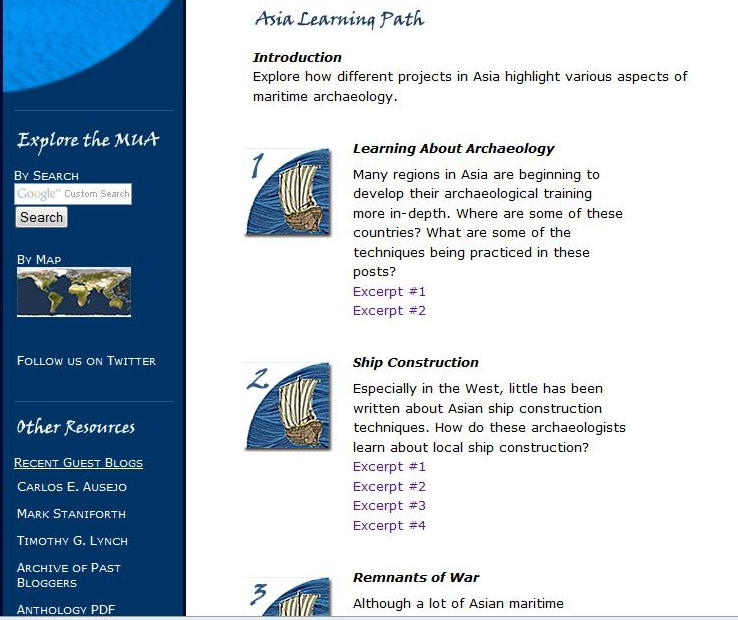 Explore the MUA
By Search
Google™ Custom Search
Search
By Map
Follow us on Twitter
Other Resources
Recent Guest Blogs
Carlos E. Ausejo
Mark Staniforth
Timothy G. Lynch
Archive of Past
Bloggers
Anthology PDF
Asia Learning Path
Introduction
Explore how different projects in Asia highlight various aspects of
maritime archaeology.
1
Learning About Archaeology
Many regions in Asia are beginning to
develop their archaeological training
more in-depth. Where are some of these
countries? What are some of the
techniques being practiced in these
posts?
Excerpt #1
Excerpt #2
2
Ship Construction
Especially in the West, little has been
written about Asian ship construction
techniques. How do these archaeologists
learn about local ship construction?
Excerpt #1
Excerpt #2
Excerpt #3
Excerpt #4
3
Remnants of War
Although a lot of Asian maritime